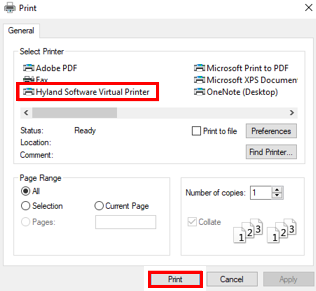 Print
General
Select Printer
Adobe PDF
Microsoft Print to PDF
Fax
Microsoft XPS Documen
Hyland Software Virtual Printer
OneNote (Desktop)
Status: Ready
Print to file
Preferences
Location:
Comment:
Find Printer...
Page Range
All
Selection
Current Page
Pages:
Number of copies: 1
Collate
1 2 3
1 2 3
Print
Cancel
Apply